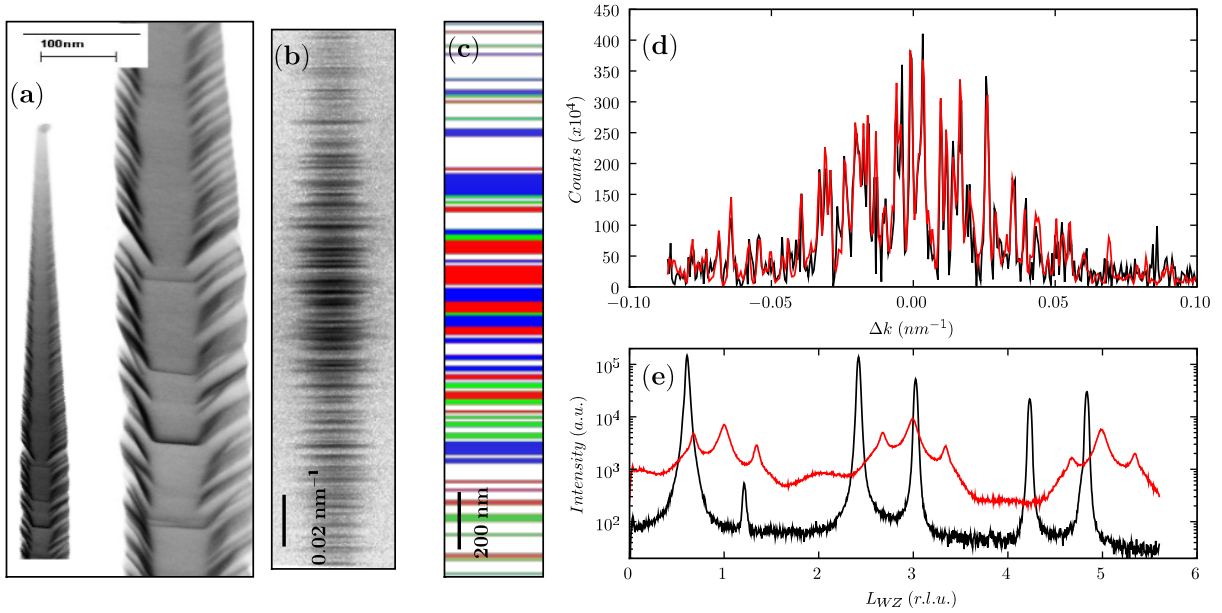 100nm
(a)
(b)
0.02 nm⁻¹
(c)
200 nm
(d)
450
400
350
300
250
200
150
100
50
0
Counts (x10⁴)
−0.10
−0.05
0.00
0.05
0.10
Δk (nm⁻¹)
(e)
10⁵
10⁴
10³
10²
Intensity (a.u.)
0
1
2
3
4
5
6
L_WZ (r.l.u.)